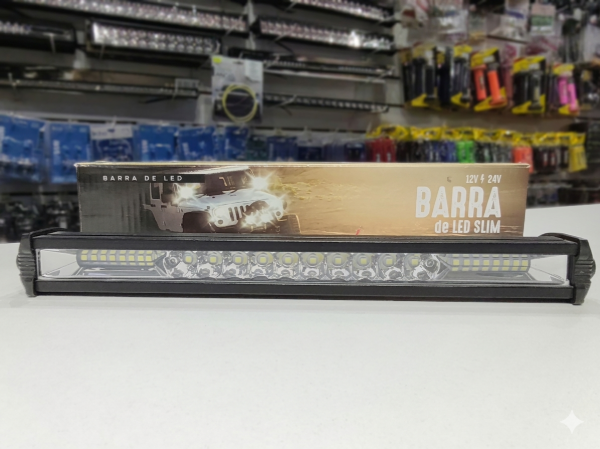 BARRA DE LED
12V 24V
BARRA
de LED SLIM